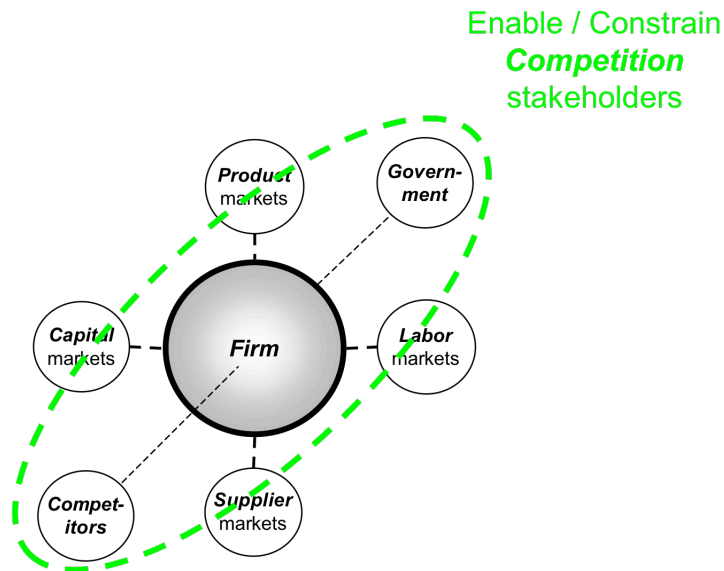 Enable / Constrain
Competition
stakeholders
Product
markets
Govern-
ment
Capital
markets
Firm
Labor
markets
Compet-
itors
Supplier
markets